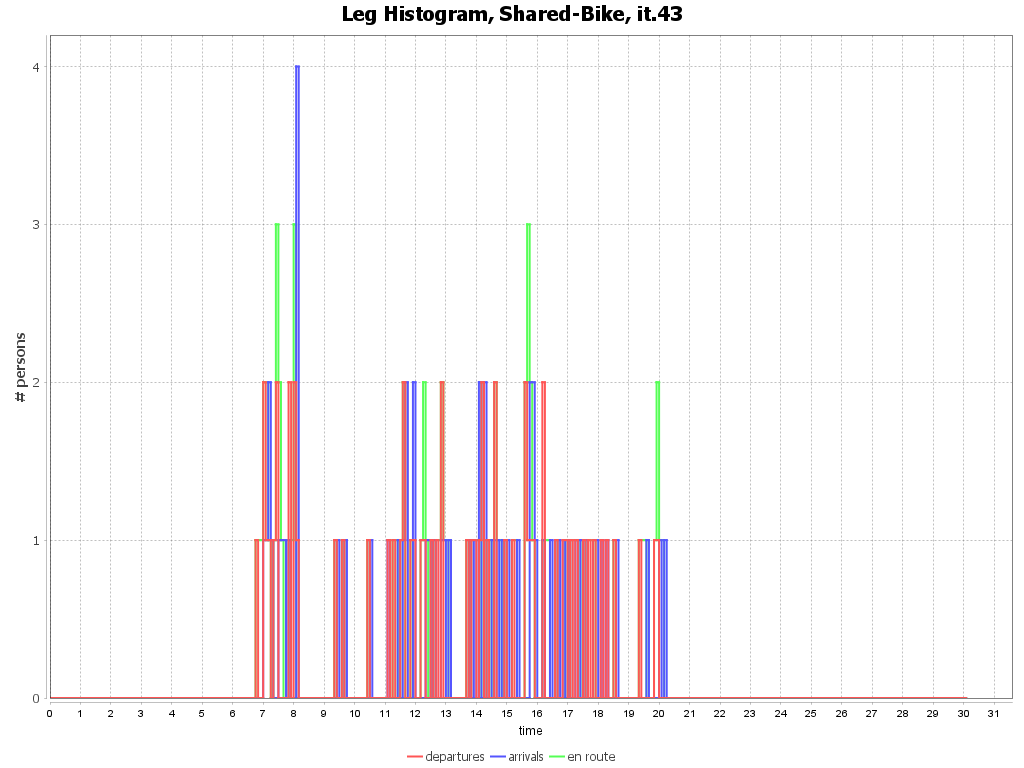 Leg Histogram, Shared-Bike, it.43
4
3
2
1
0
# persons
0 1 2 3 4 5 6 7 8 9 10 11 12 13 14 15 16 17 18 19 20 21 22 23 24 25 26 27 28 29 30 31
time
departures arrivals en route